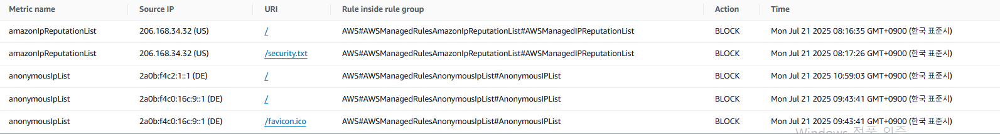 Metric name Source IP URI Rule inside rule group Action Time
amazonIpReputationList 206.168.34.32 (US) / AWS#AWSManagedRulesAmazonIpReputationList#AWSManagedIPReputationList BLOCK Mon Jul 21 2025 08:16:35 GMT+0900 (한국 표준시)
amazonIpReputationList 206.168.34.32 (US) /security.txt AWS#AWSManagedRulesAmazonIpReputationList#AWSManagedIPReputationList BLOCK Mon Jul 21 2025 08:17:26 GMT+0900 (한국 표준시)
anonymousIpList 2a0b:f4c2:1::1 (DE) / AWS#AWSManagedRulesAnonymousIpList#AnonymousIPList BLOCK Mon Jul 21 2025 10:59:03 GMT+0900 (한국 표준시)
anonymousIpList 2a0b:f4c0:16c:9::1 (DE) / AWS#AWSManagedRulesAnonymousIpList#AnonymousIPList BLOCK Mon Jul 21 2025 09:43:41 GMT+0900 (한국 표준시)
anonymousIpList 2a0b:f4c0:16c:9::1 (DE) /favicon.ico AWS#AWSManagedRulesAnonymousIpList#AnonymousIPList BLOCK Mon Jul 21 2025 09:43:41 GMT+0900 (한국 표준시)
Windows 정품 인증